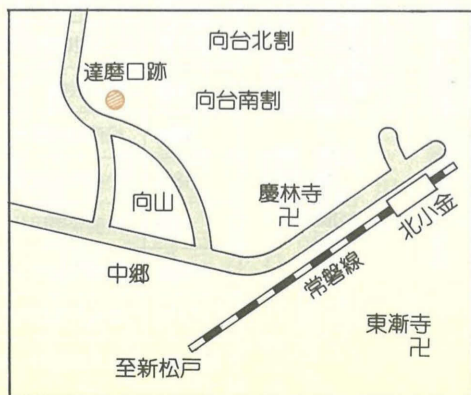 向台北割
達磨口跡
向台南割
向山
慶林寺
卍
北小金
常磐線
中郷
東漸寺
卍
至新松戸